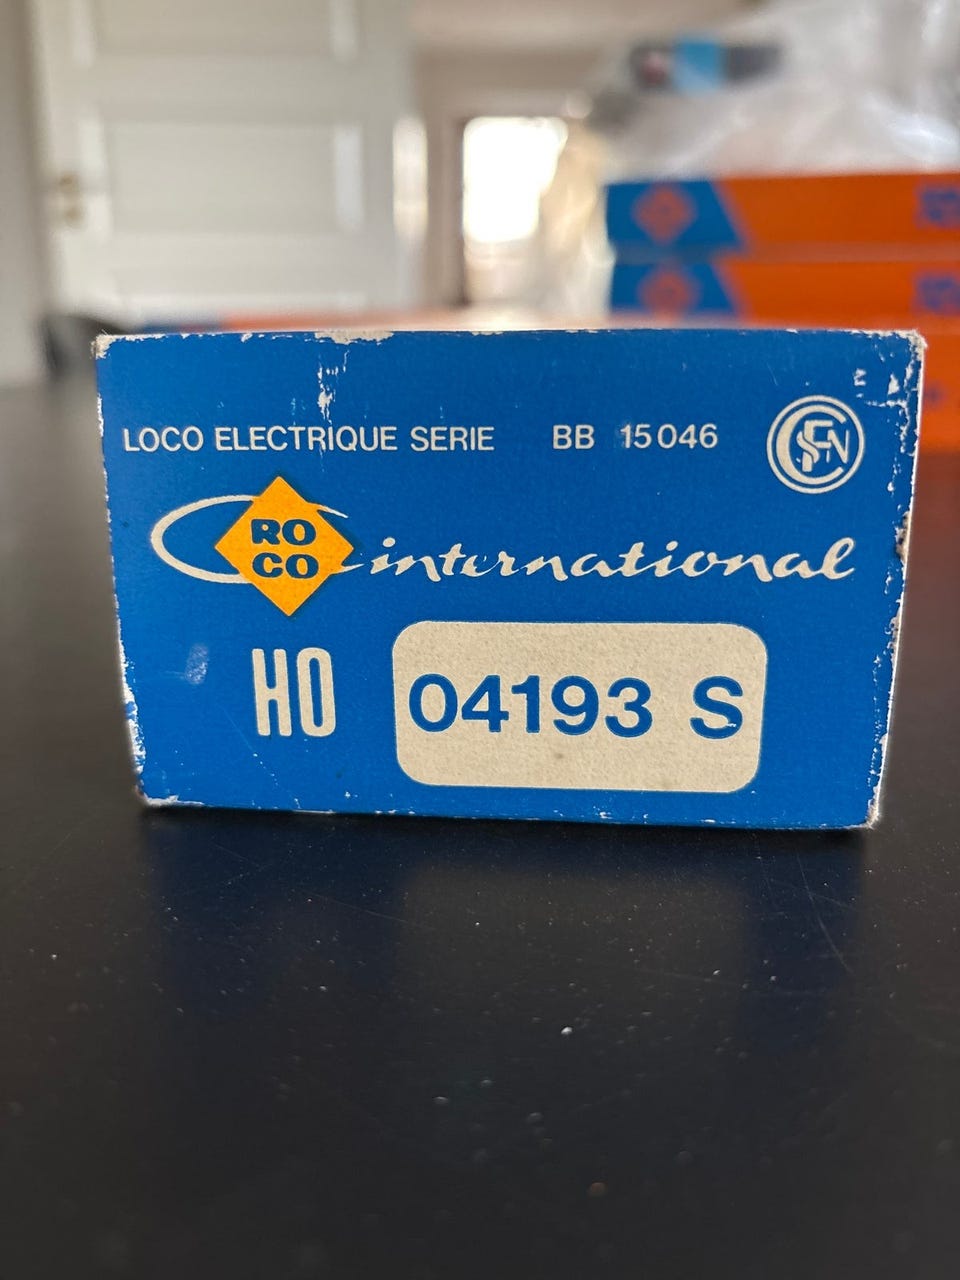 LOCO ELECTRIQUE SERIE BB 15046
SNCF
RO
CO
international
HO
04193 S